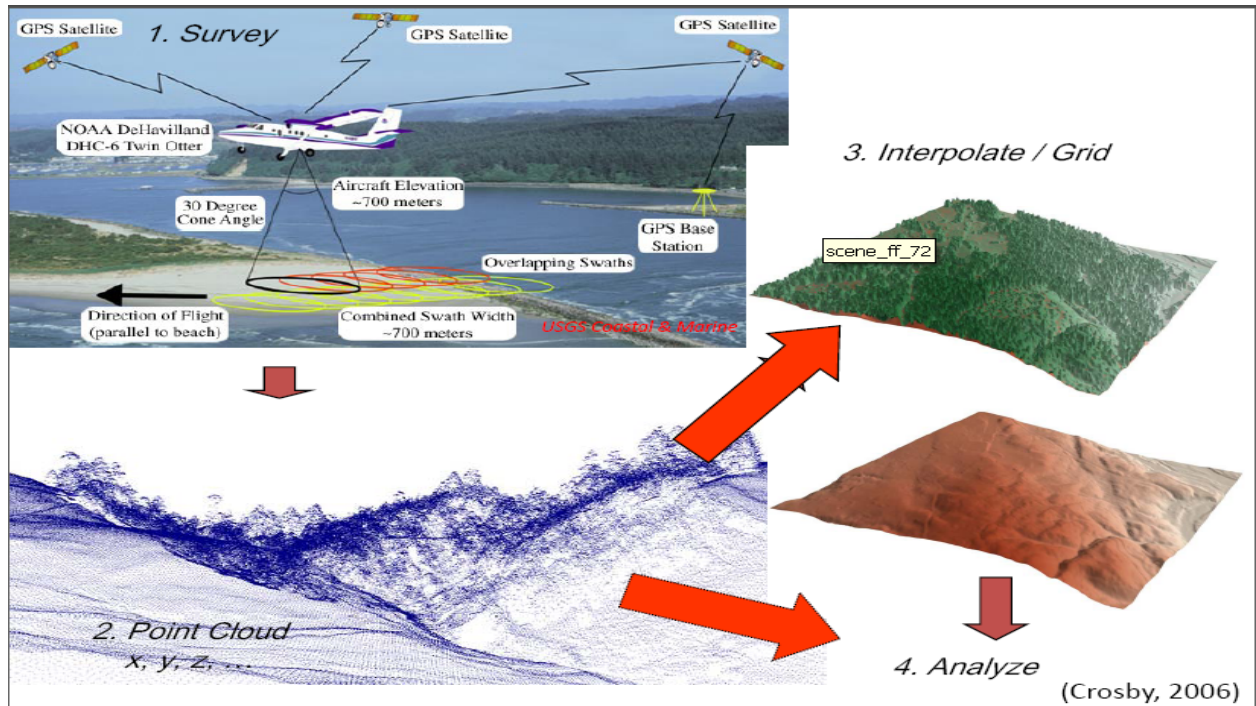 1. Survey
GPS Satellite
GPS Satellite
GPS Satellite
NOAA DeHavilland
DHC-6 Twin Otter
30 Degree
Cone Angle
Aircraft Elevation
~700 meters
GPS Base
Station
Overlapping Swaths
Direction of Flight
(parallel to beach)
Combined Swath Width
~700 meters
USGS Coastal & Marine
2. Point Cloud
x, y, z, ...
3. Interpolate / Grid
scene_ff_72
4. Analyze
(Crosby, 2006)